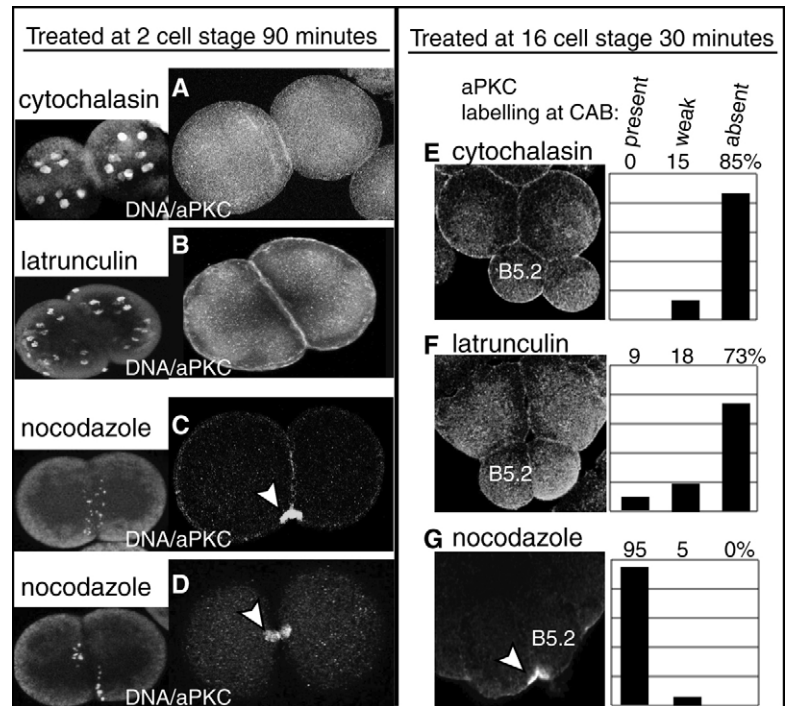 Treated at 2 cell stage 90 minutes
cytochalasin
A
DNA/aPKC
latrunculin
B
DNA/aPKC
nocodazole
C
DNA/aPKC
nocodazole
D
DNA/aPKC
Treated at 16 cell stage 30 minutes
aPKC
labelling at CAB:
present
weak
absent
E cytochalasin
0 15 85%
B5.2
F latrunculin
9 18 73%
B5.2
G nocodazole
95 5 0%
B5.2